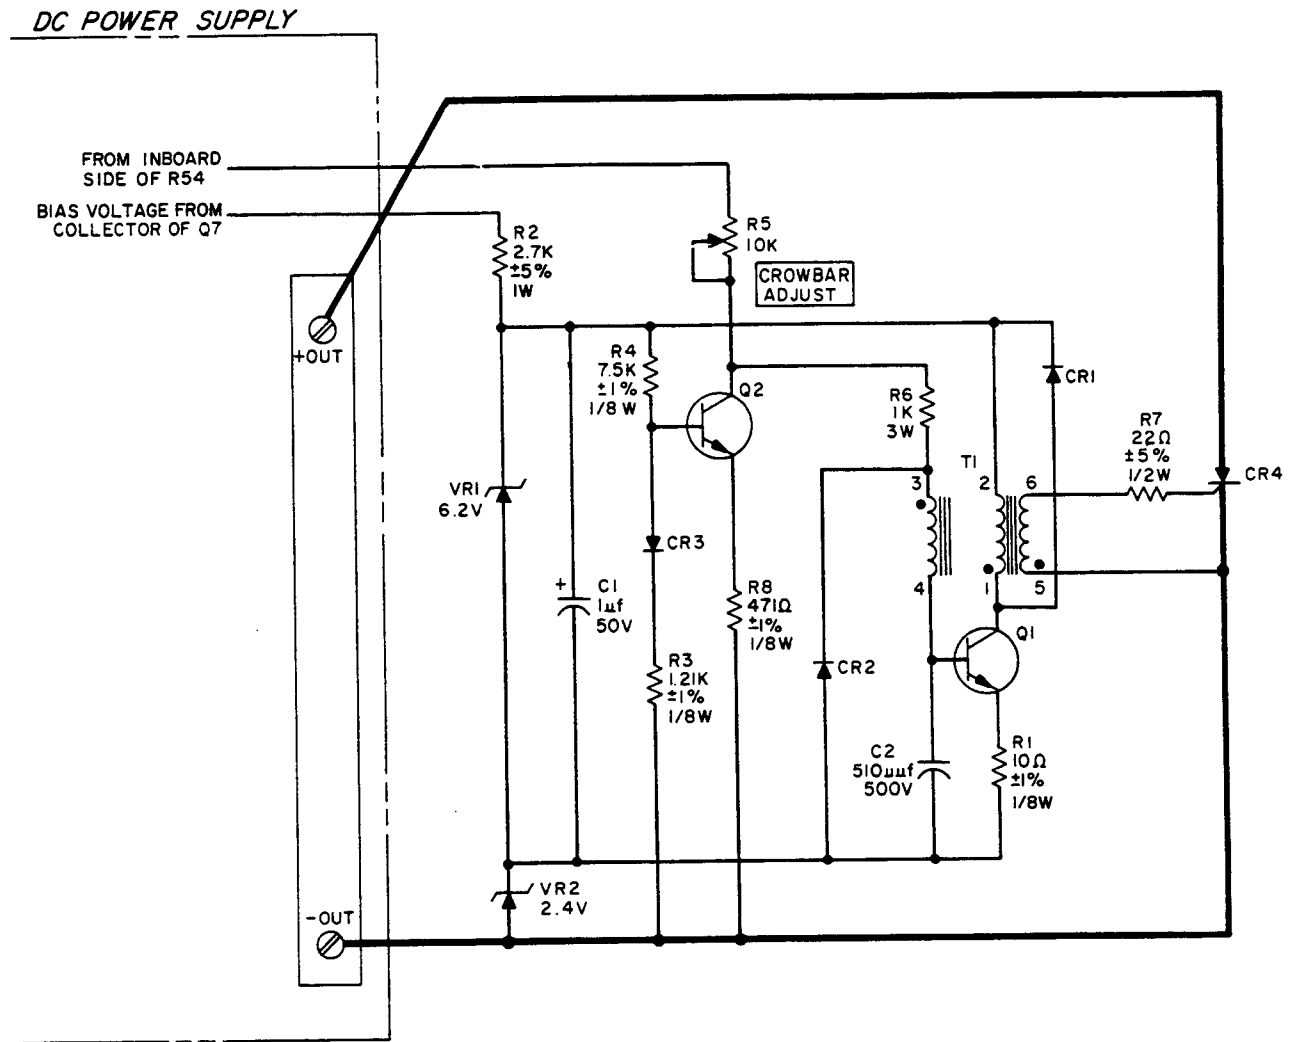 DC POWER SUPPLY
FROM INBOARD
SIDE OF R54
BIAS VOLTAGE FROM
COLLECTOR OF Q7
R2
2.7K
±5%
1W
R5
10K
CROWBAR
ADJUST
+OUT
R4
7.5K
±1%
1/8 W
Q2
R6
1K
3W
CR1
R7
22Ω
±5%
1/2W
CR4
T1
3
2
6
VR1
6.2V
CR3
4
1
5
C1
1µf
50V
+
R8
471Ω
±1%
1/8W
Q1
R3
1.21K
±1%
1/8W
CR2
C2
510µµf
500V
R1
10Ω
±1%
1/8W
VR2
2.4V
-OUT